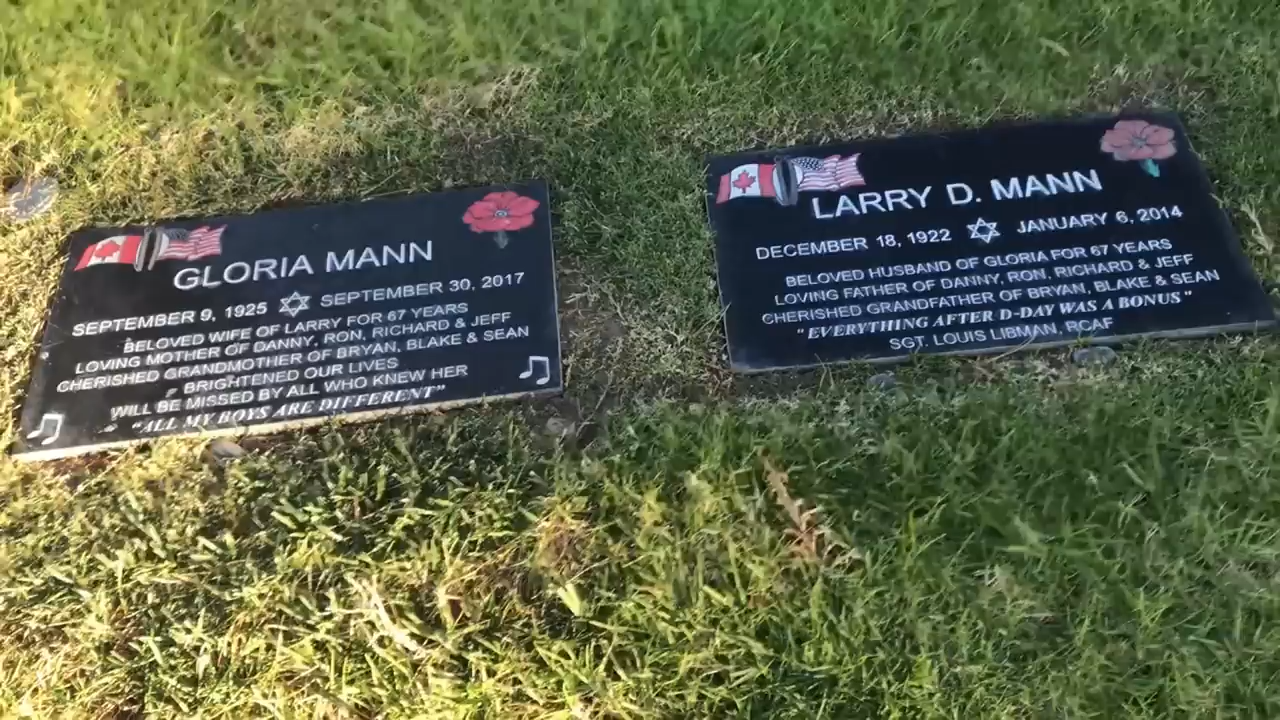 GLORIA MANN
SEPTEMBER 9, 1925 SEPTEMBER 30, 2017
BELOVED WIFE OF LARRY FOR 67 YEARS
LOVING MOTHER OF DANNY, RON, RICHARD & JEFF
CHERISHED GRANDMOTHER OF BRYAN, BLAKE & SEAN
BRIGHTENED OUR LIVES
WILL BE MISSED BY ALL WHO KNEW HER
"ALL MY BOYS ARE DIFFERENT"
LARRY D. MANN
DECEMBER 18, 1922 JANUARY 6, 2014
BELOVED HUSBAND OF GLORIA FOR 67 YEARS
LOVING FATHER OF DANNY, RON, RICHARD & JEFF
CHERISHED GRANDFATHER OF BRYAN, BLAKE & SEAN
"EVERYTHING AFTER D-DAY WAS A BONUS"
SGT. LOUIS LIBMAN, RCAF